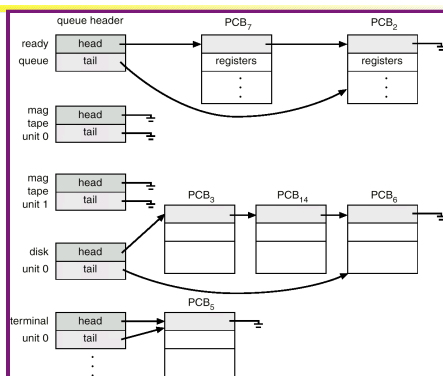 queue header
PCB7
PCB2
ready
queue
head
tail
registers
registers
mag
tape
unit 0
head
tail
mag
tape
unit 1
head
tail
PCB3
PCB14
PCB6
disk
unit 0
head
tail
PCB5
terminal
unit 0
head
tail